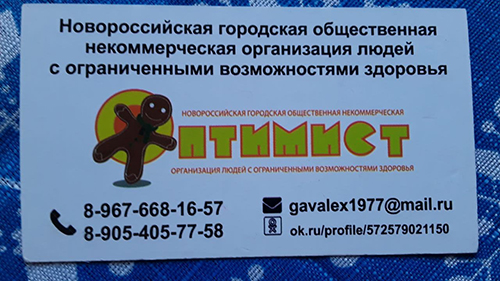 Новороссийская городская общественная
некоммерческая организация людей
с ограниченными возможностями здоровья
НОВОРОССИЙСКАЯ ГОРОДСКАЯ ОБЩЕСТВЕННАЯ НЕКОММЕРЧЕСКАЯ
Оптимист
ОРГАНИЗАЦИЯ ЛЮДЕЙ С ОГРАНИЧЕННЫМИ ВОЗМОЖНОСТЯМИ ЗДОРОВЬЯ
8-967-668-16-57
8-905-405-77-58
gavalex1977@mail.ru
ok.ru/profile/572579021150